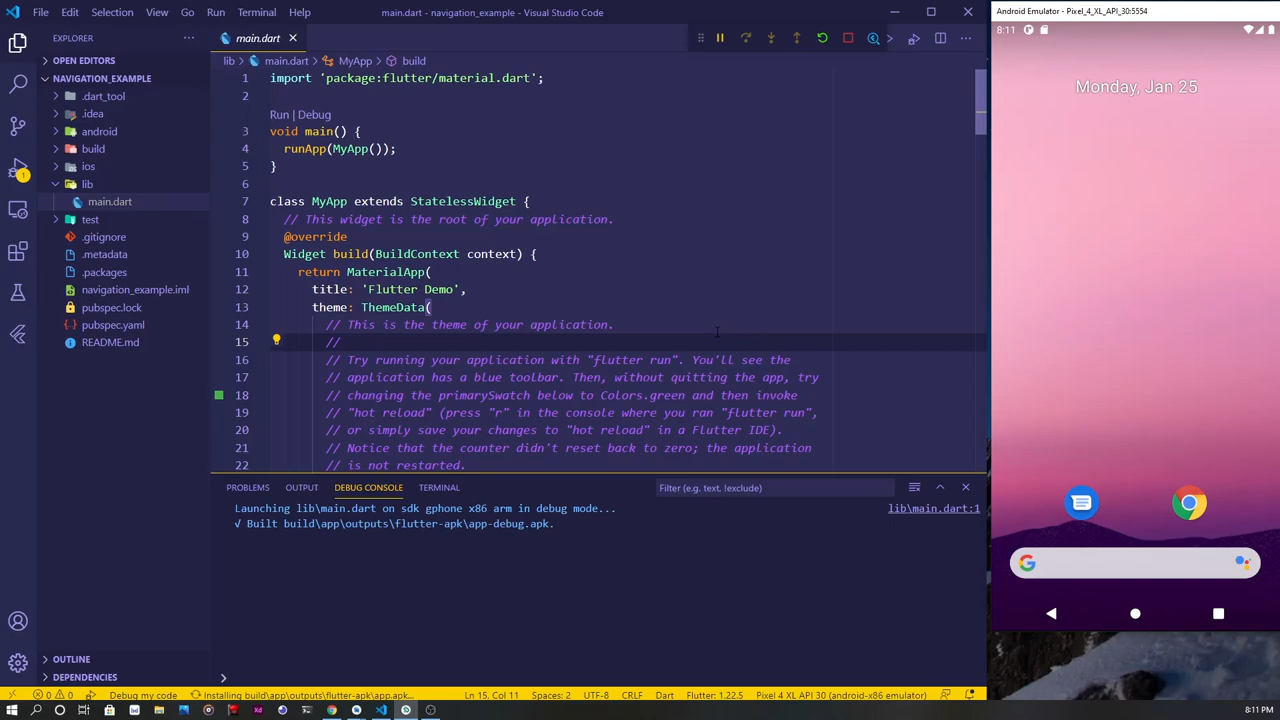 File Edit Selection View Go Run Terminal Help
main.dart - navigation_example - Visual Studio Code
Android Emulator - Pixel_4_XL_API_30:5554
EXPLORER
OPEN EDITORS
NAVIGATION_EXAMPLE
.dart_tool
.idea
android
build
ios
lib
main.dart
test
.gitignore
.metadata
.packages
navigation_example.iml
pubspec.lock
pubspec.yaml
README.md
OUTLINE
DEPENDENCIES
1
main.dart
lib > main.dart > MyApp > build
1 import 'package:flutter/material.dart';
2
Run | Debug
3 void main() {
4 runApp(MyApp());
5 }
6
7 class MyApp extends StatelessWidget {
8 // This widget is the root of your application.
9 @override
10 Widget build(BuildContext context) {
11 return MaterialApp(
12 title: 'Flutter Demo',
13 theme: ThemeData(
14 // This is the theme of your application.
15 //
16 // Try running your application with "flutter run". You'll see the
17 // application has a blue toolbar. Then, without quitting the app, try
18 // changing the primarySwatch below to Colors.green and then invoke
19 // "hot reload" (press "r" in the console where you ran "flutter run",
20 // or simply save your changes to "hot reload" in a Flutter IDE).
21 // Notice that the counter didn't reset back to zero; the application
22 // is not restarted.
PROBLEMS OUTPUT DEBUG CONSOLE TERMINAL
Filter (e.g. text, !exclude)
Launching lib\main.dart on sdk gphone x86 arm in debug mode...
lib\main.dart:1
√ Built build\app\outputs\flutter-apk\app-debug.apk.
8:11
Monday, Jan 25
0 0 Debug my code Installing build\app\outputs\flutter-apk\app.apk... Ln 15, Col 11 Spaces: 2 UTF-8 CRLF Dart Flutter: 1.22.5 Pixel 4 XL API 30 (android-x86 emulator)
Xd
8:11 PM